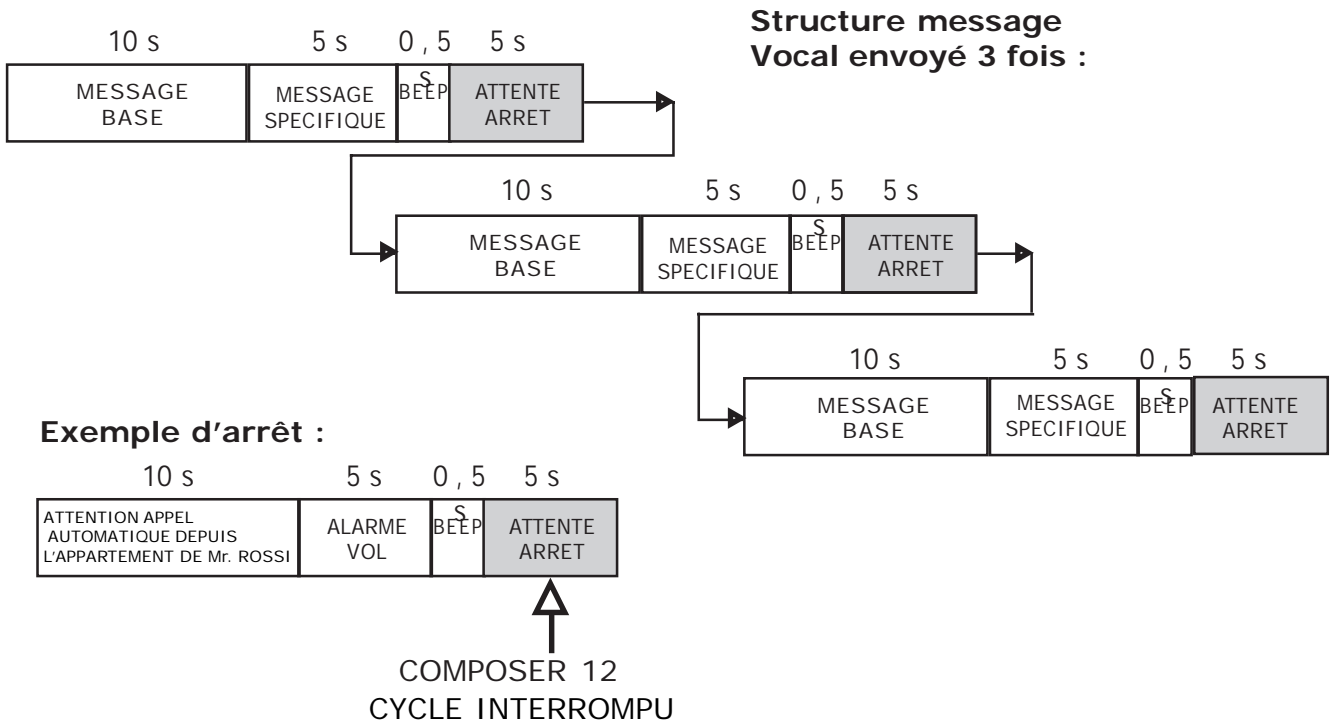 Structure message
Vocal envoyé 3 fois :
10 s 5 s 0 , 5 s 5 s
MESSAGE
BASE
MESSAGE
SPECIFIQUE
BEEP
ATTENTE
ARRET
10 s 5 s 0 , 5 s 5 s
MESSAGE
BASE
MESSAGE
SPECIFIQUE
BEEP
ATTENTE
ARRET
10 s 5 s 0 , 5 s 5 s
MESSAGE
BASE
MESSAGE
SPECIFIQUE
BEEP
ATTENTE
ARRET
Exemple d'arrêt :
10 s 5 s 0 , 5 s 5 s
ATTENTION APPEL
AUTOMATIQUE DEPUIS
L'APPARTEMENT DE Mr. ROSSI
ALARME
VOL
BEEP
ATTENTE
ARRET
COMPOSER 12
CYCLE INTERROMPU